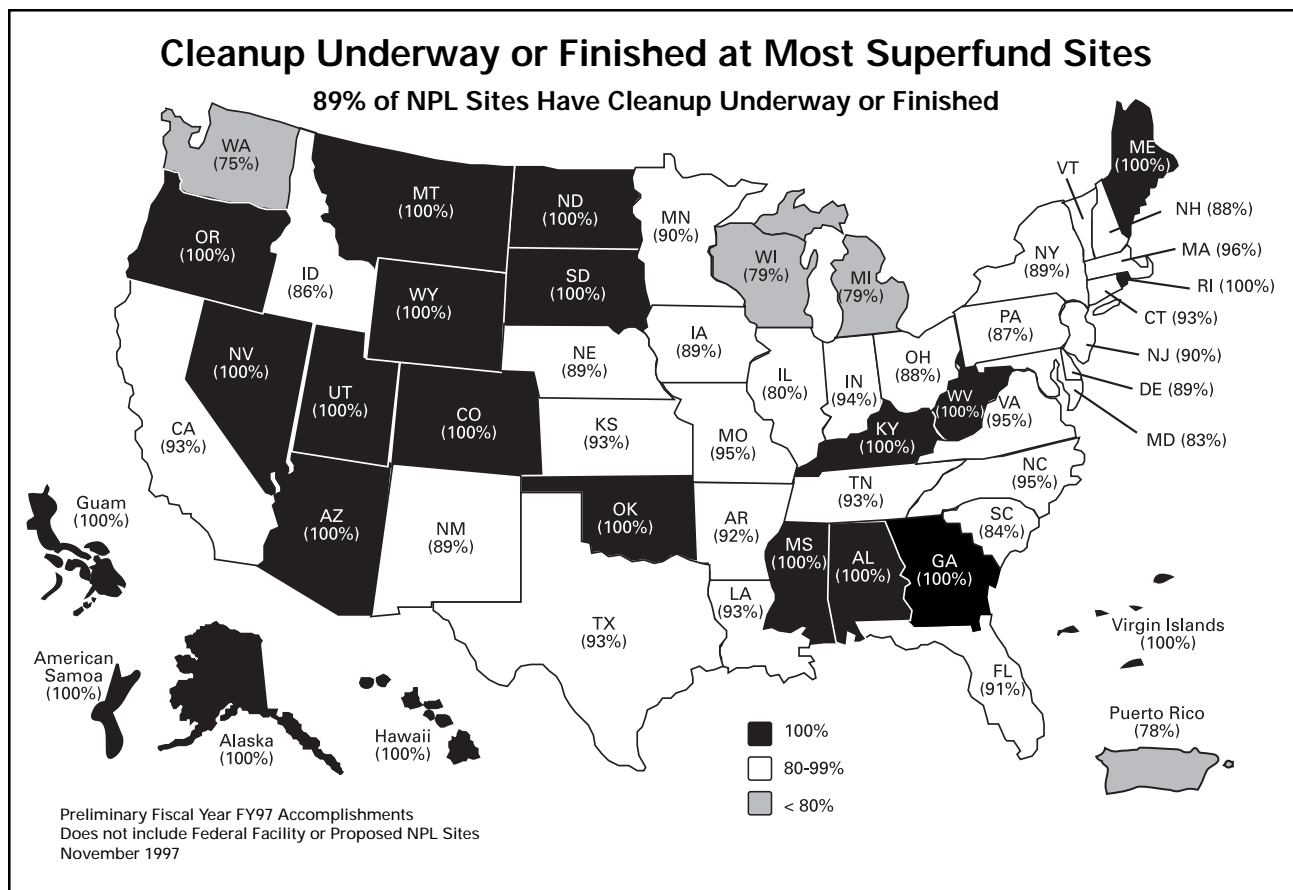 Cleanup Underway or Finished at Most Superfund Sites
89% of NPL Sites Have Cleanup Underway or Finished
WA
(75%)
OR
(100%)
MT
(100%)
ND
(100%)
MN
(90%)
ID
(86%)
WY
(100%)
SD
(100%)
WI
(79%)
MI
(79%)
ME
(100%)
VT
NH (88%)
NY
(89%)
MA (96%)
RI (100%)
CT (93%)
PA
(87%)
NJ (90%)
DE (89%)
MD (83%)
NV
(100%)
UT
(100%)
CO
(100%)
NE
(89%)
IA
(89%)
IL
(80%)
IN
(94%)
OH
(88%)
WV
(100%)
VA
(95%)
CA
(93%)
KS
(93%)
MO
(95%)
KY
(100%)
NC
(95%)
TN
(93%)
SC
(84%)
Guam
(100%)
AZ
(100%)
NM
(89%)
OK
(100%)
AR
(92%)
MS
(100%)
AL
(100%)
GA
(100%)
LA
(93%)
TX
(93%)
FL
(91%)
Virgin Islands
(100%)
American
Samoa
(100%)
Alaska
(100%)
Hawaii
(100%)
Puerto Rico
(78%)
100%
80-99%
< 80%
Preliminary Fiscal Year FY97 Accomplishments
Does not include Federal Facility or Proposed NPL Sites
November 1997